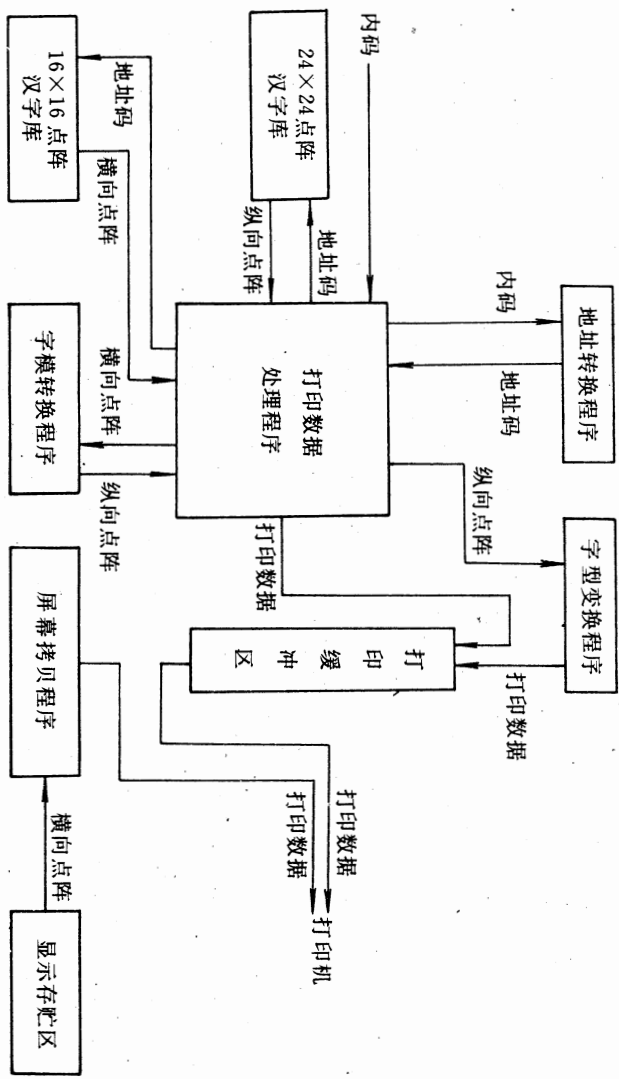 地址转换程序
字型变换程序
内码
地址码
纵向点阵
打印数据
内码
24×24点阵
汉字库
地址码
纵向点阵
打印数据
处理程序
打印数据
打印缓冲区
打印数据
打印数据
打印机
16×16点阵
汉字库
地址码
横向点阵
横向点阵
纵向点阵
字模转换程序
屏幕拷贝程序
横向点阵
显示存贮区